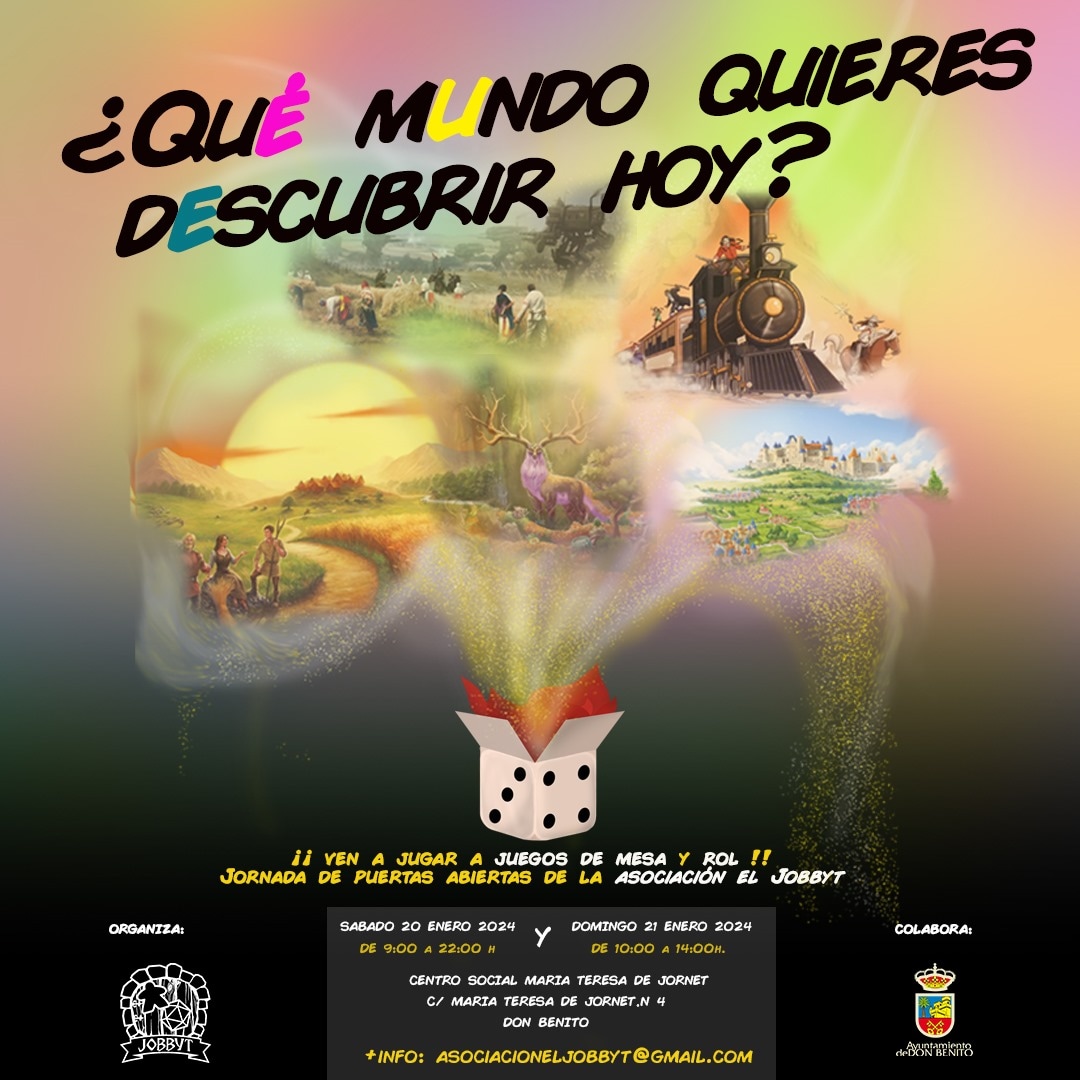 ¿QUÉ MUNDO QUIERES
DESCUBRIR HOY?
¡¡ VEN A JUGAR A JUEGOS DE MESA Y ROL !!
JORNADA DE PUERTAS ABIERTAS DE LA ASOCIACIÓN EL JOBBYT
ORGANIZA:
JOBBYT
SABADO 20 ENERO 2024
DE 9:00 A 22:00 H
Y
DOMINGO 21 ENERO 2024
DE 10:00 A 14:00H.
CENTRO SOCIAL MARIA TERESA DE JORNET
C/ MARIA TERESA DE JORNET,N 4
DON BENITO
+INFO: ASOCIACIONELJOBBYT@GMAIL.COM
COLABORA:
Ayuntamiento
deDON BENITO